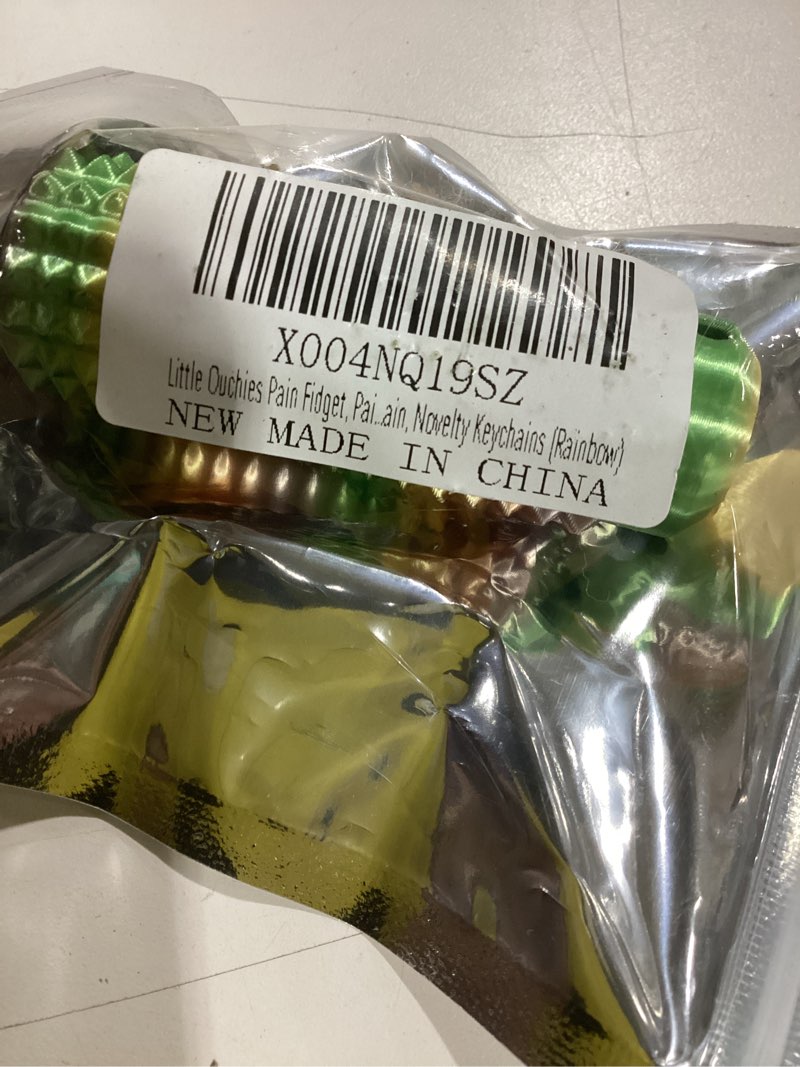 X004NQ19SZ
Little Ouchies Pain Fidget, Pai...ain, Novelty Keychains (Rainbow)
NEW MADE IN CHINA